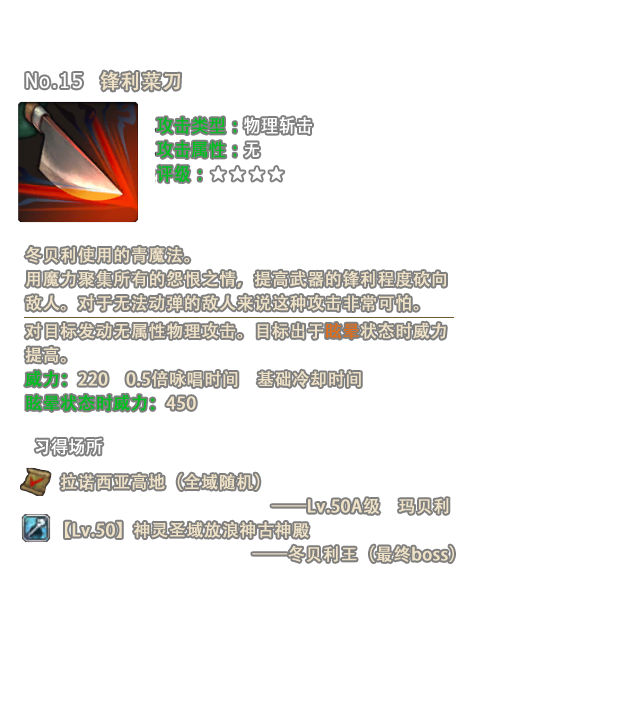 No.15 锋利菜刀
攻击类型：物理斩击
攻击属性：无
评级：☆☆☆☆
冬贝利使用的青魔法。
用魔力聚集所有的怨恨之情，提高武器的锋利程度砍向
敌人。对于无法动弹的敌人来说这种攻击非常可怕。
对目标发动无属性物理攻击。目标出于眩晕状态时威力
提高。
威力：220 0.5倍咏唱时间 基础冷却时间
眩晕状态时威力：450
习得场所
拉诺西亚高地（全域随机）
——Lv.50A级 玛贝利
【Lv.50】神灵圣域放浪神古神殿
——冬贝利王（最终boss）